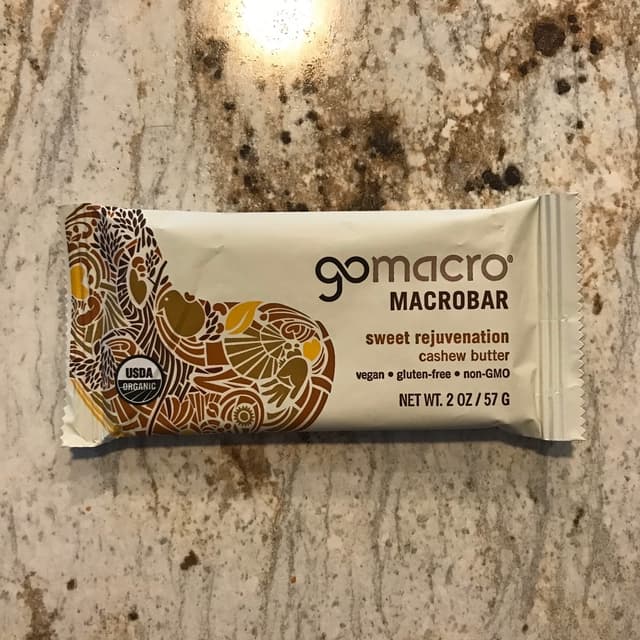 gomacro®
MACROBAR
sweet rejuvenation
cashew butter
vegan • gluten-free • non-GMO
NET WT. 2 OZ / 57 G
USDA
ORGANIC